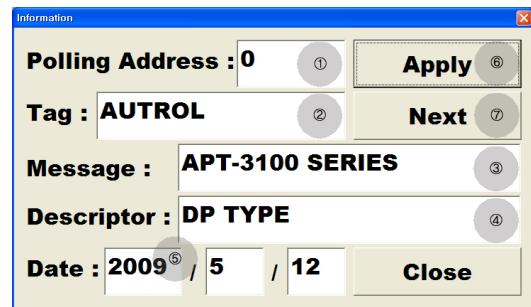 Information
Polling Address : 0 ① Apply ⑥
Tag : AUTROL ② Next ⑦
Message : APT-3100 SERIES ③
Descriptor : DP TYPE ④
Date : 2009 ⑤ / 5 / 12 Close